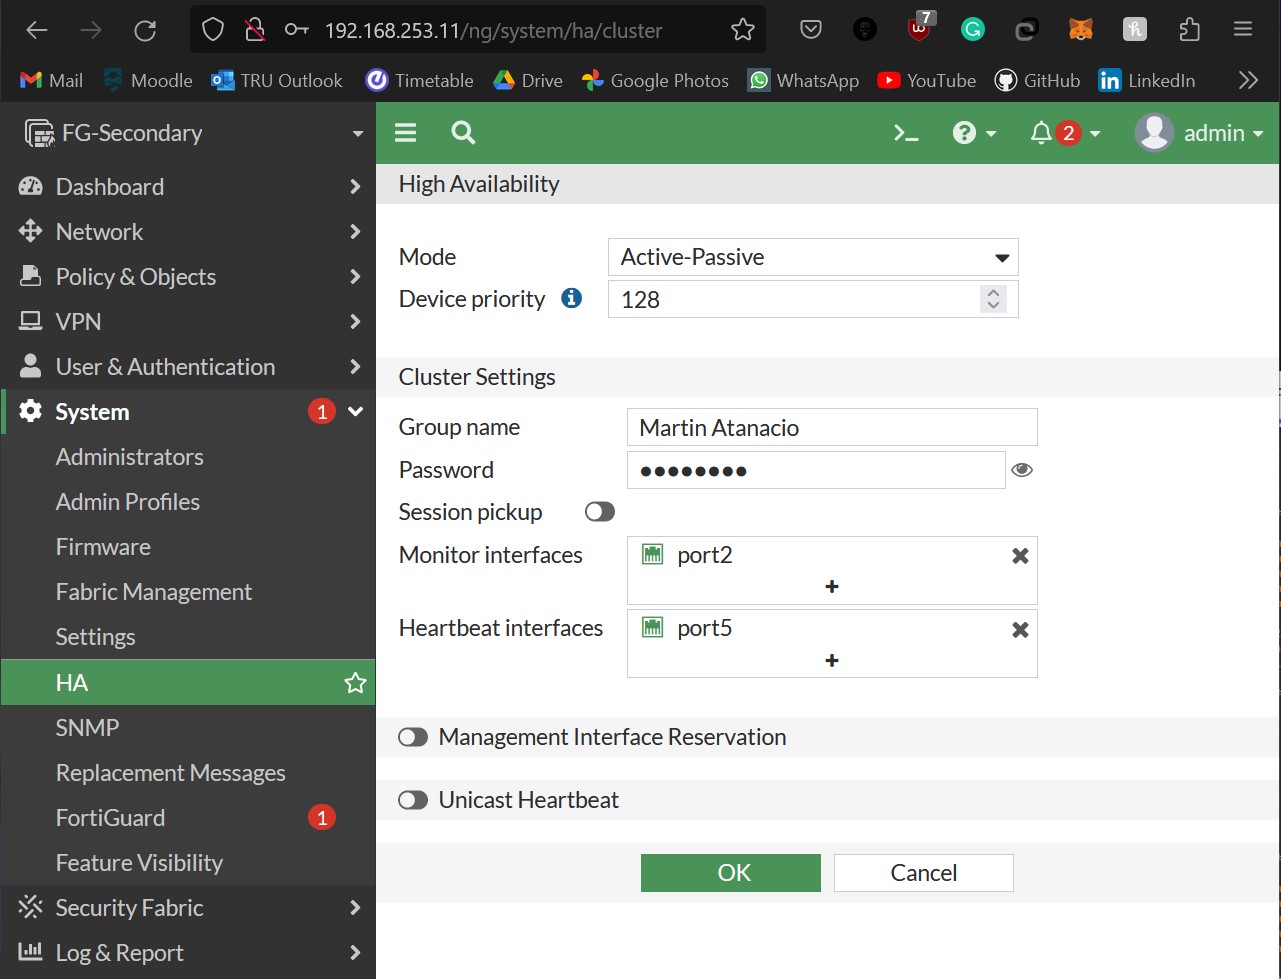 192.168.253.11/ng/system/ha/cluster
7
Mail
Moodle
TRU Outlook
Timetable
Drive
Google Photos
WhatsApp
YouTube
GitHub
LinkedIn
FG-Secondary
2
admin
Dashboard
Network
Policy & Objects
VPN
User & Authentication
System
1
Administrators
Admin Profiles
Firmware
Fabric Management
Settings
HA
SNMP
Replacement Messages
FortiGuard
1
Feature Visibility
Security Fabric
Log & Report
High Availability
Mode
Active-Passive
Device priority
128
Cluster Settings
Group name
Martin Atanacio
Password
●●●●●●●●
Session pickup
Monitor interfaces
port2
Heartbeat interfaces
port5
Management Interface Reservation
Unicast Heartbeat
OK
Cancel